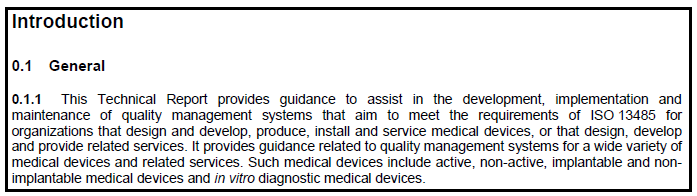 Introduction
0.1 General
0.1.1 This Technical Report provides guidance to assist in the development, implementation and
maintenance of quality management systems that aim to meet the requirements of ISO 13485 for
organizations that design and develop, produce, install and service medical devices, or that design, develop
and provide related services. It provides guidance related to quality management systems for a wide variety of
medical devices and related services. Such medical devices include active, non-active, implantable and non-
implantable medical devices and in vitro diagnostic medical devices.